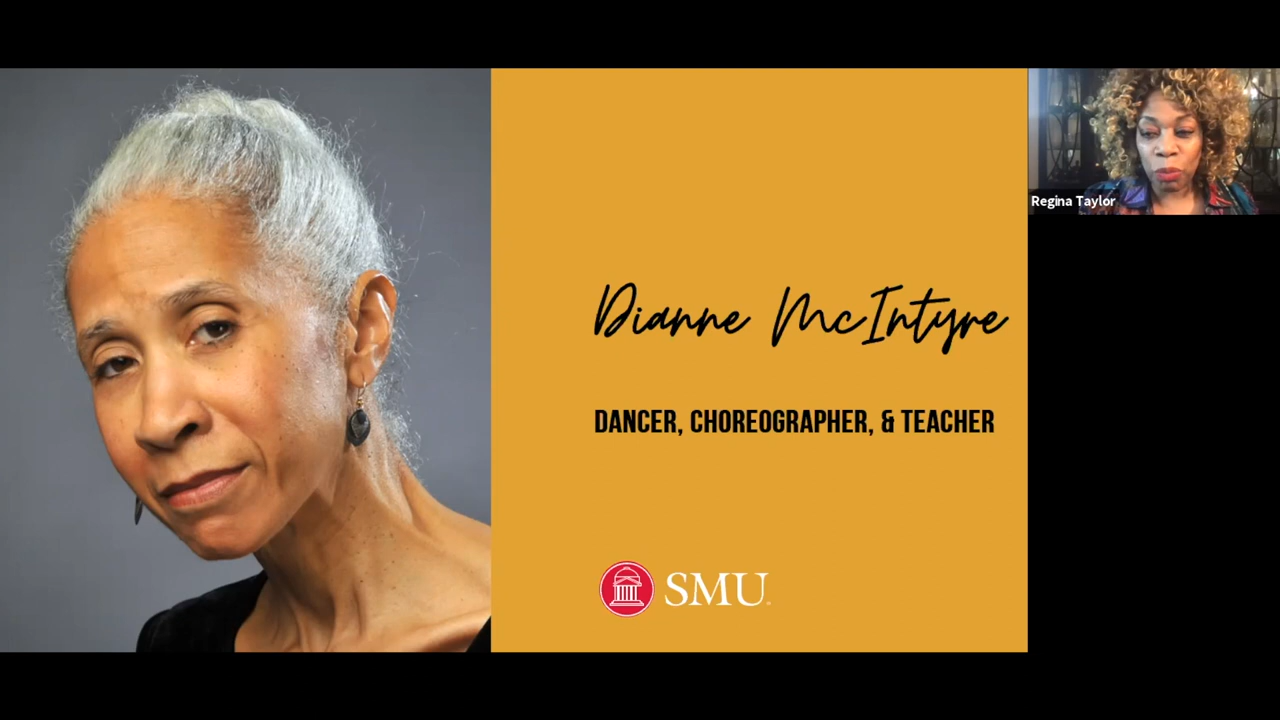 Regina Taylor
Dianne McIntyre
DANCER, CHOREOGRAPHER, & TEACHER
SMU